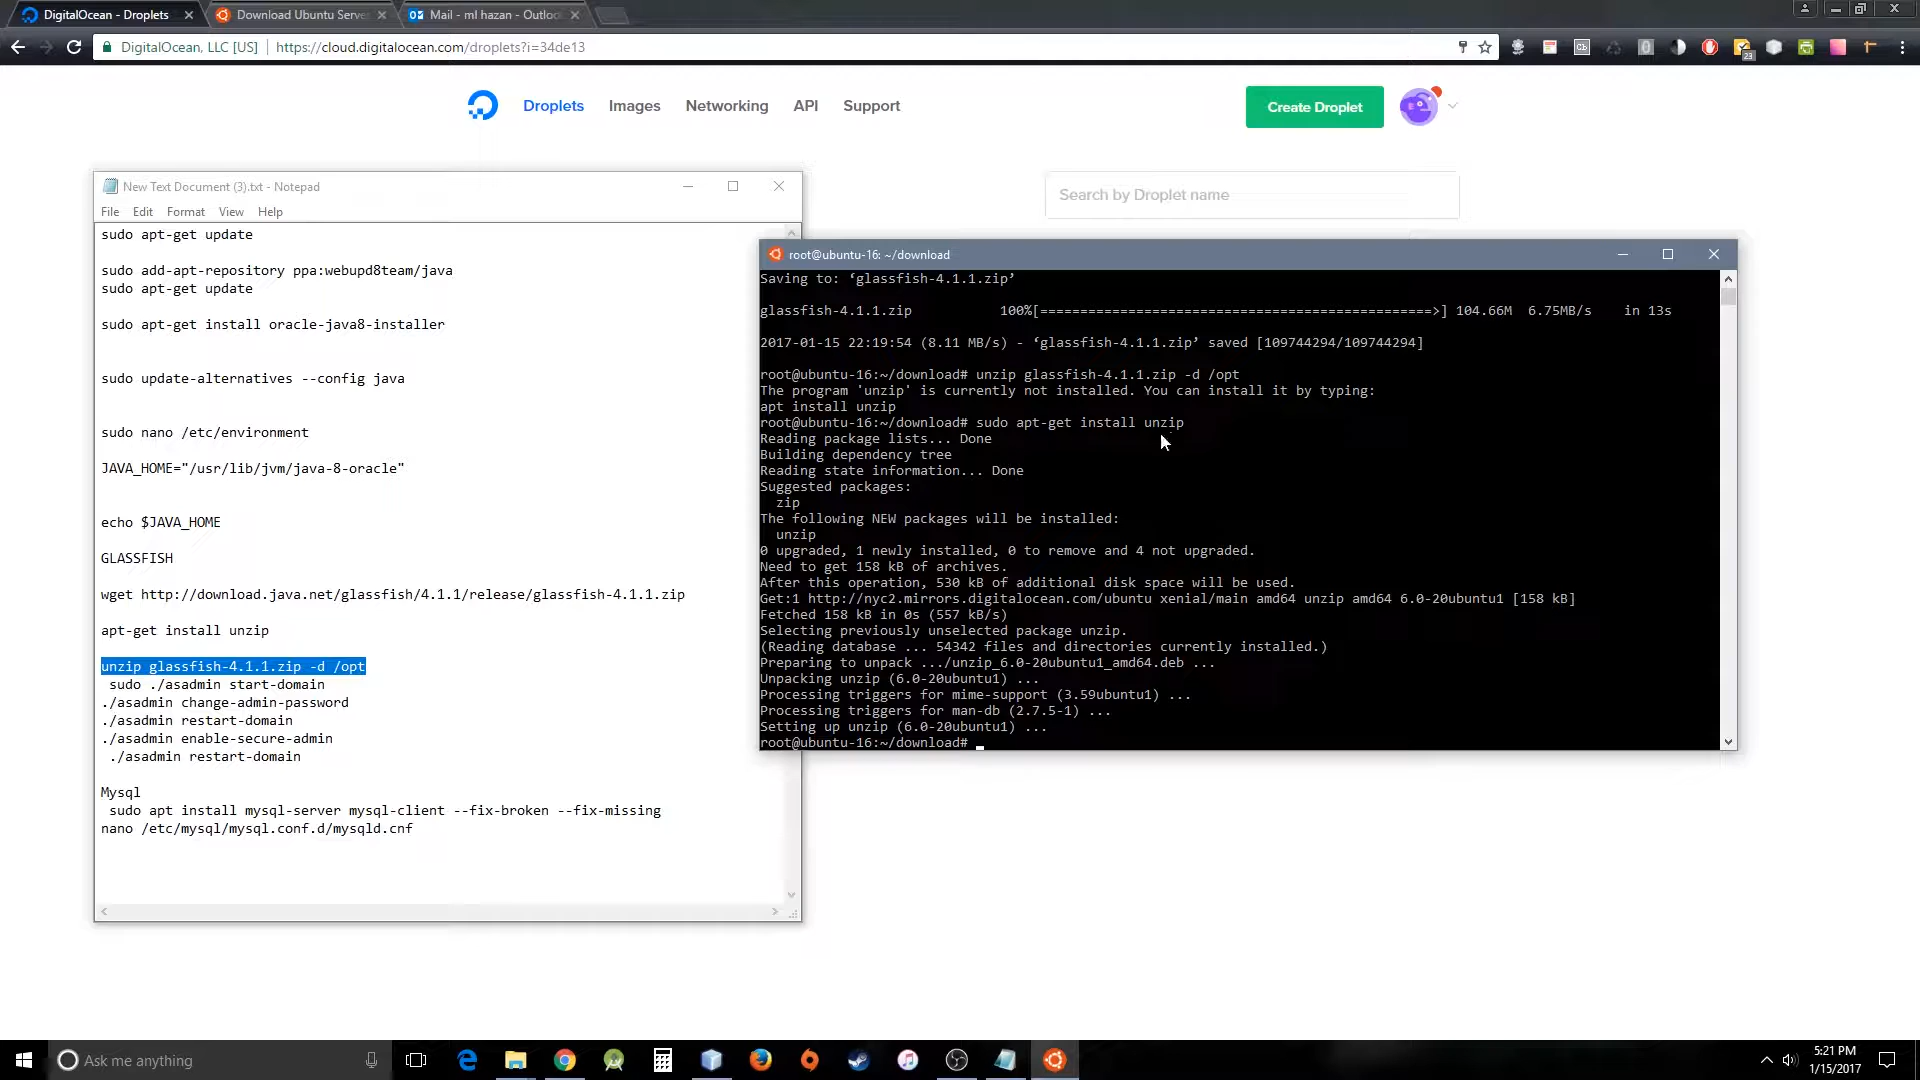 DigitalOcean - Droplets
Download Ubuntu Serve
Mail - ml hazan - Outloo
DigitalOcean, LLC [US]
https://cloud.digitalocean.com/droplets?i=34de13
23
Droplets
Images
Networking
API
Support
Create Droplet
Search by Droplet name
New Text Document (3).txt - Notepad
File Edit Format View Help
sudo apt-get update
sudo add-apt-repository ppa:webupd8team/java
sudo apt-get update
sudo apt-get install oracle-java8-installer
sudo update-alternatives --config java
sudo nano /etc/environment
JAVA_HOME="/usr/lib/jvm/java-8-oracle"
echo $JAVA_HOME
GLASSFISH
wget http://download.java.net/glassfish/4.1.1/release/glassfish-4.1.1.zip
apt-get install unzip
unzip glassfish-4.1.1.zip -d /opt
sudo ./asadmin start-domain
./asadmin change-admin-password
./asadmin restart-domain
./asadmin enable-secure-admin
./asadmin restart-domain
Mysql
sudo apt install mysql-server mysql-client --fix-broken --fix-missing
nano /etc/mysql/mysql.conf.d/mysqld.cnf
root@ubuntu-16: ~/download
Saving to: ‘glassfish-4.1.1.zip’
glassfish-4.1.1.zip 100%[=================================================>] 104.66M 6.75MB/s in 13s
2017-01-15 22:19:54 (8.11 MB/s) - ‘glassfish-4.1.1.zip’ saved [109744294/109744294]
root@ubuntu-16:~/download# unzip glassfish-4.1.1.zip -d /opt
The program 'unzip' is currently not installed. You can install it by typing:
apt install unzip
root@ubuntu-16:~/download# sudo apt-get install unzip
Reading package lists... Done
Building dependency tree
Reading state information... Done
Suggested packages:
zip
The following NEW packages will be installed:
unzip
0 upgraded, 1 newly installed, 0 to remove and 4 not upgraded.
Need to get 158 kB of archives.
After this operation, 530 kB of additional disk space will be used.
Get:1 http://nyc2.mirrors.digitalocean.com/ubuntu xenial/main amd64 unzip amd64 6.0-20ubuntu1 [158 kB]
Fetched 158 kB in 0s (557 kB/s)
Selecting previously unselected package unzip.
(Reading database ... 54342 files and directories currently installed.)
Preparing to unpack .../unzip_6.0-20ubuntu1_amd64.deb ...
Unpacking unzip (6.0-20ubuntu1) ...
Processing triggers for mime-support (3.59ubuntu1) ...
Processing triggers for man-db (2.7.5-1) ...
Setting up unzip (6.0-20ubuntu1) ...
root@ubuntu-16:~/download#
Ask me anything
5:21 PM
1/15/2017